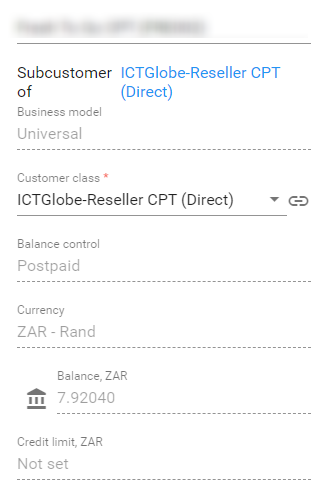 Subcustomer ICTGlobe-Reseller CPT
of (Direct)
Business model
Universal
Customer class *
ICTGlobe-Reseller CPT (Direct)
Balance control
Postpaid
Currency
ZAR - Rand
Balance, ZAR
7.92040
Credit limit, ZAR
Not set